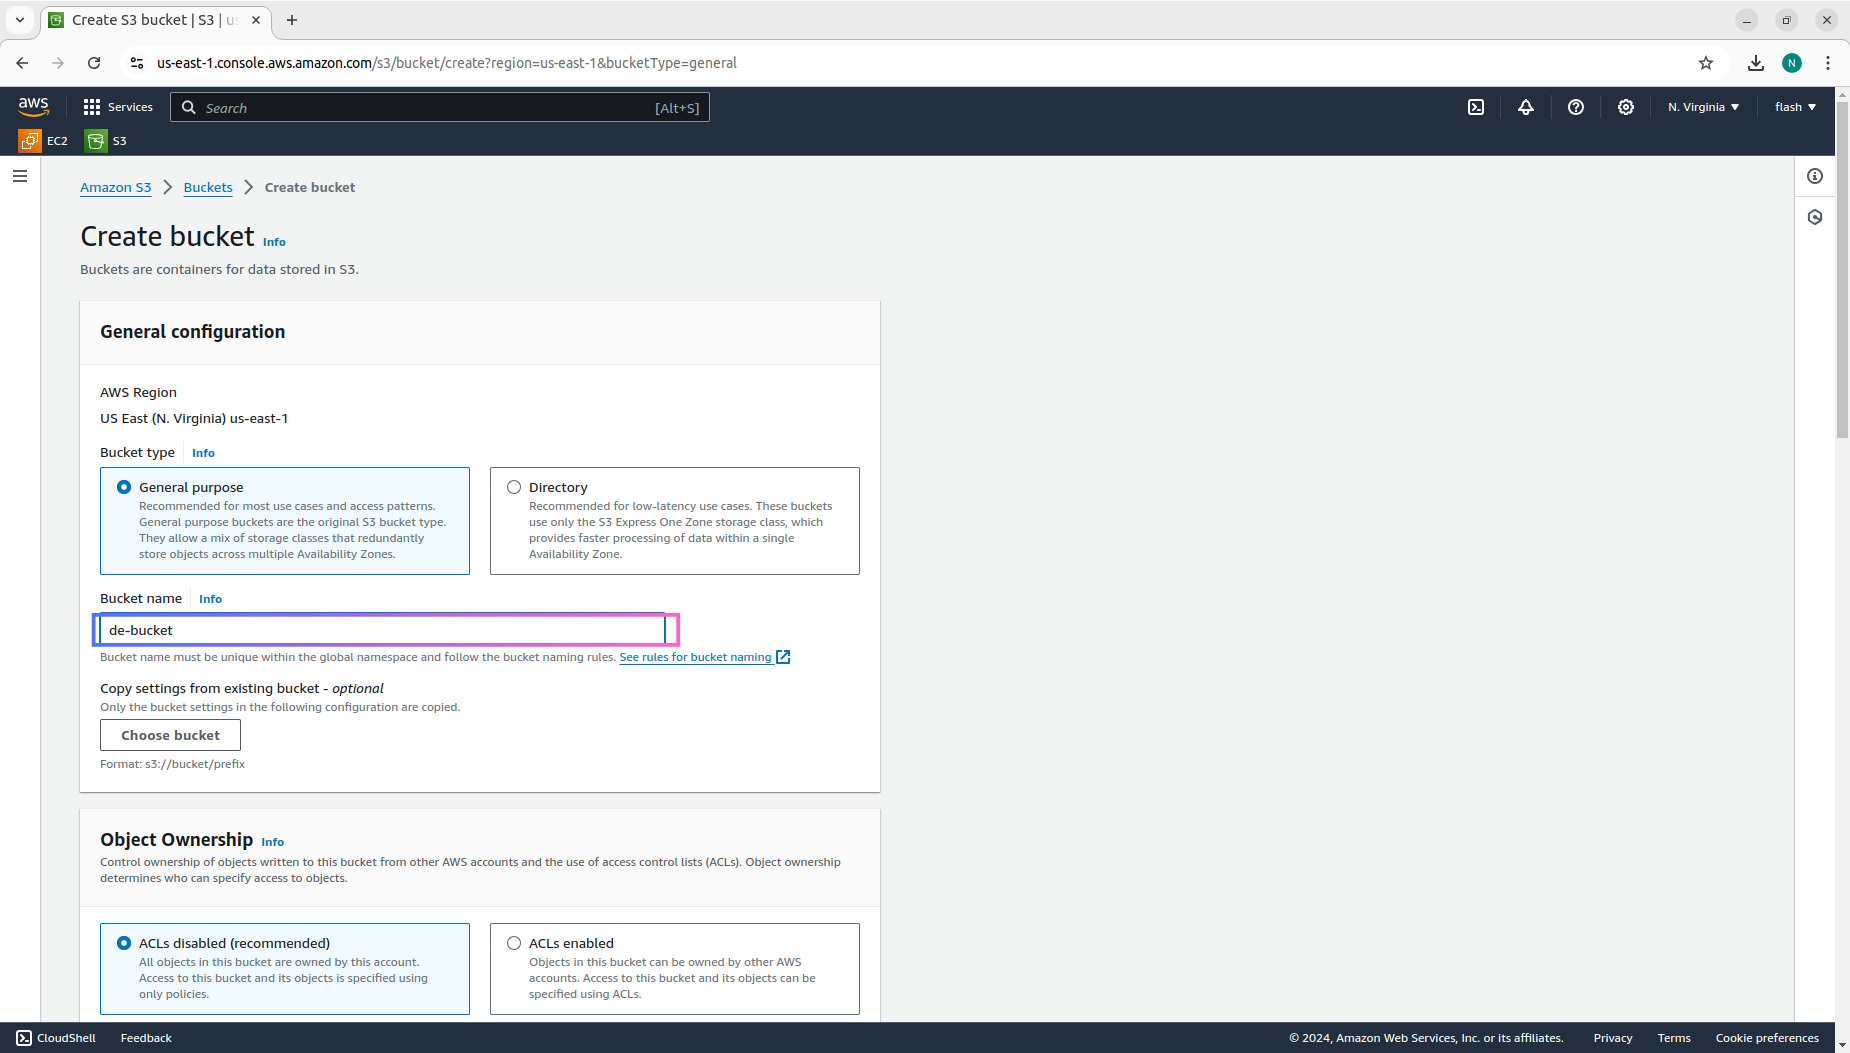 Create S3 bucket | S3 | us
us-east-1.console.aws.amazon.com/s3/bucket/create?region=us-east-1&bucketType=general
N
aws
Services
Search
[Alt+S]
N. Virginia
flash
EC2
S3
Amazon S3
Buckets
Create bucket
Create bucket Info
Buckets are containers for data stored in S3.
General configuration
AWS Region
US East (N. Virginia) us-east-1
Bucket type
Info
General purpose
Recommended for most use cases and access patterns.
General purpose buckets are the original S3 bucket type.
They allow a mix of storage classes that redundantly
store objects across multiple Availability Zones.
Directory
Recommended for low-latency use cases. These buckets
use only the S3 Express One Zone storage class, which
provides faster processing of data within a single
Availability Zone.
Bucket name
Info
de-bucket
Bucket name must be unique within the global namespace and follow the bucket naming rules. See rules for bucket naming
Copy settings from existing bucket - optional
Only the bucket settings in the following configuration are copied.
Choose bucket
Format: s3://bucket/prefix
Object Ownership Info
Control ownership of objects written to this bucket from other AWS accounts and the use of access control lists (ACLs). Object ownership
determines who can specify access to objects.
ACLs disabled (recommended)
All objects in this bucket are owned by this account.
Access to this bucket and its objects is specified using
only policies.
ACLs enabled
Objects in this bucket can be owned by other AWS
accounts. Access to this bucket and its objects can be
specified using ACLs.
CloudShell
Feedback
© 2024, Amazon Web Services, Inc. or its affiliates.
Privacy
Terms
Cookie preferences